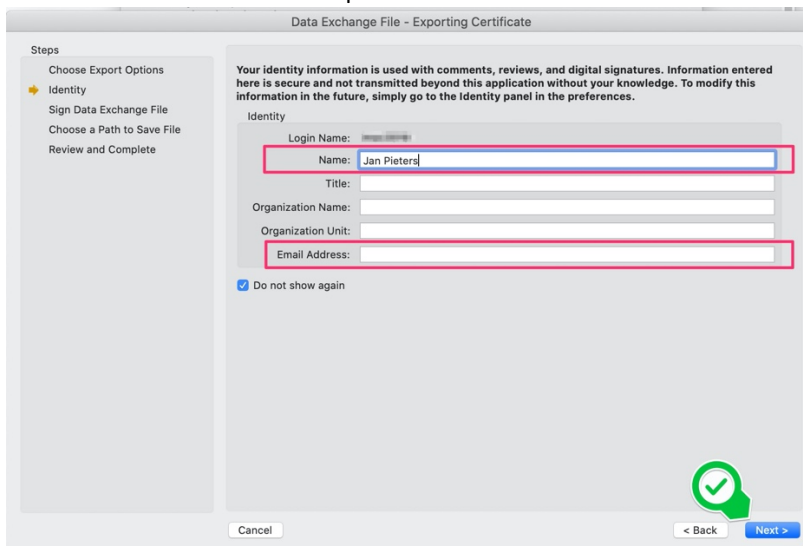 Data Exchange File - Exporting Certificate
Steps
Choose Export Options
Identity
Sign Data Exchange File
Choose a Path to Save File
Review and Complete
Your identity information is used with comments, reviews, and digital signatures. Information entered
here is secure and not transmitted beyond this application without your knowledge. To modify this
information in the future, simply go to the Identity panel in the preferences.
Identity
Login Name:
Name: Jan Pieters
Title:
Organization Name:
Organization Unit:
Email Address:
Do not show again
Cancel
< Back
Next >